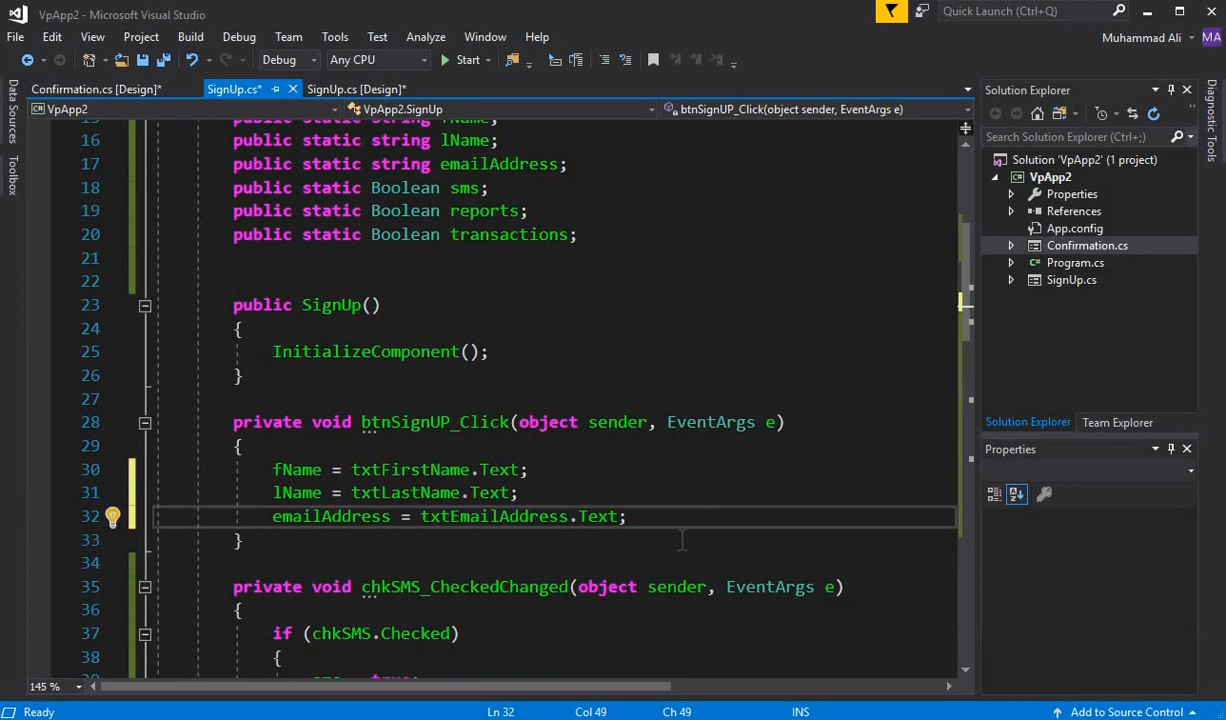 VpApp2 - Microsoft Visual Studio
Quick Launch (Ctrl+Q)
File Edit View Project Build Debug Team Tools Test Analyze Window Help
Muhammad Ali MA
Debug Any CPU Start
Confirmation.cs [Design]* SignUp.cs* SignUp.cs [Design]*
VpApp2 VpApp2.SignUp btnSignUP_Click(object sender, EventArgs e)
Data Sources
Toolbox
16 public static string lName;
17 public static string emailAddress;
18 public static Boolean sms;
19 public static Boolean reports;
20 public static Boolean transactions;
21
22
23 public SignUp()
24 {
25 InitializeComponent();
26 }
27
28 private void btnSignUP_Click(object sender, EventArgs e)
29 {
30 fName = txtFirstName.Text;
31 lName = txtLastName.Text;
32 emailAddress = txtEmailAddress.Text;
33 }
34
35 private void chkSMS_CheckedChanged(object sender, EventArgs e)
36 {
37 if (chkSMS.Checked)
38 {
145 %
Solution Explorer
Search Solution Explorer (Ctrl+;)
Solution 'VpApp2' (1 project)
VpApp2
Properties
References
App.config
Confirmation.cs
Program.cs
SignUp.cs
Solution Explorer Team Explorer
Properties
Diagnostic Tools
Ready Ln 32 Col 49 Ch 49 INS Add to Source Control